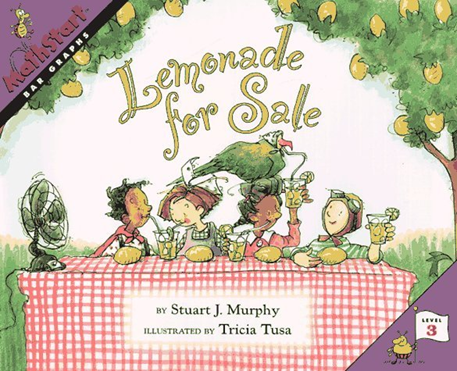 MathStart
BAR GRAPHS
Lemonade
for Sale
BY Stuart J. Murphy
ILLUSTRATED BY Tricia Tusa
LEVEL
3